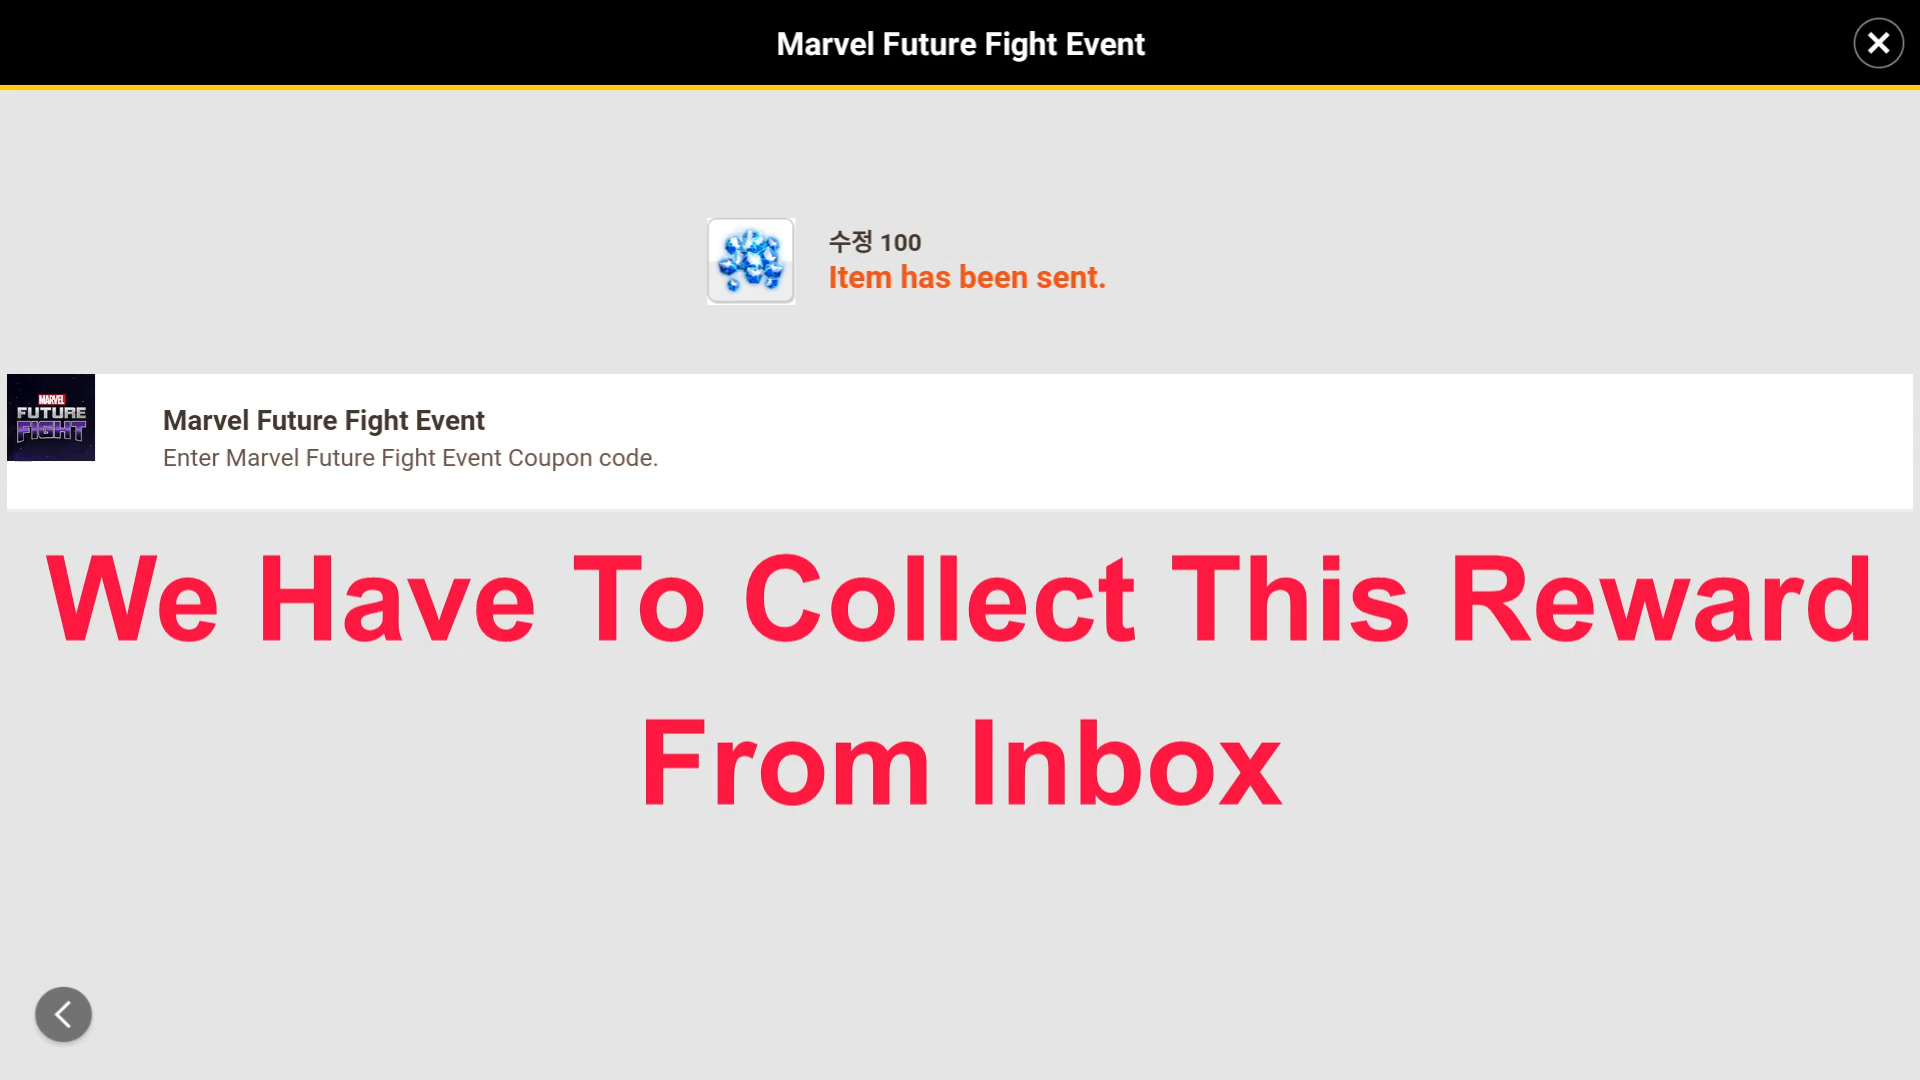 Marvel Future Fight Event
수정 100
Item has been sent.
MARVEL
FUTURE
FIGHT
Marvel Future Fight Event
Enter Marvel Future Fight Event Coupon code.
We Have To Collect This Reward
From Inbox